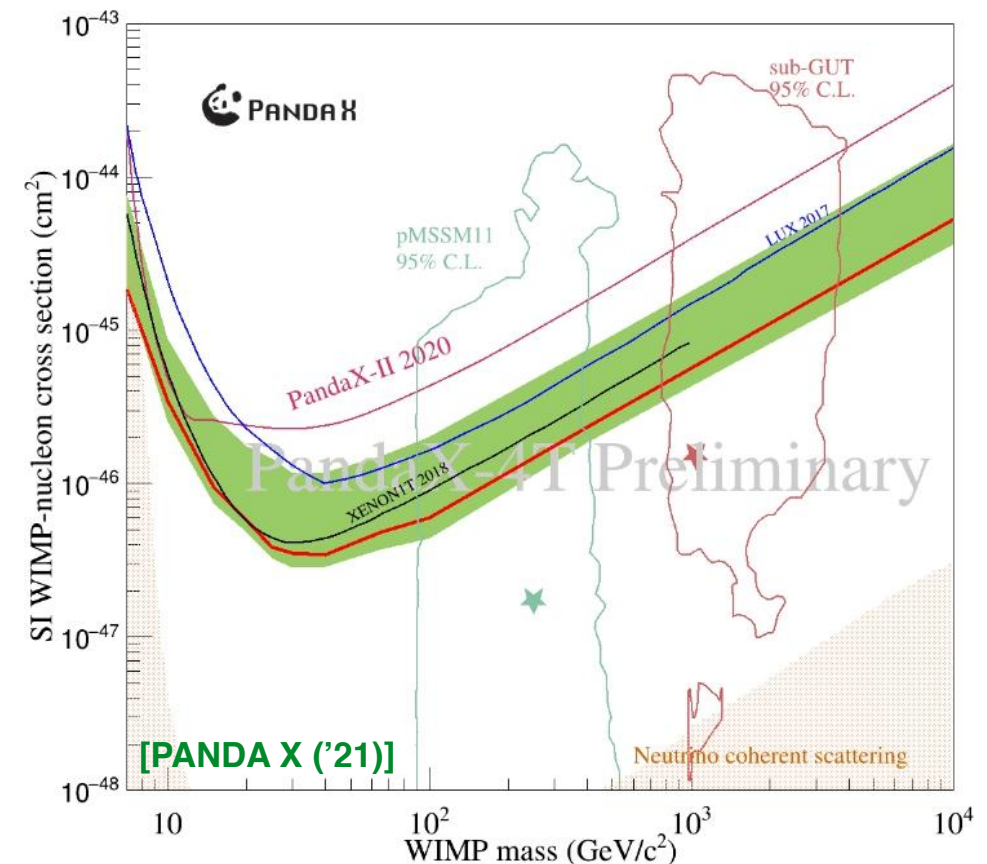 10⁻⁴³
10⁻⁴⁴
10⁻⁴⁵
10⁻⁴⁶
10⁻⁴⁷
10⁻⁴⁸
SI WIMP-nucleon cross section (cm²)
PANDA X
sub-GUT
95% C.L.
pMSSM11
95% C.L.
LUX 2017
PandaX-II 2020
PandaX-4T Preliminary
XENON1T 2018
[PANDA X ('21)]
Neutrino coherent scattering
10 10² 10³ 10⁴
WIMP mass (GeV/c²)